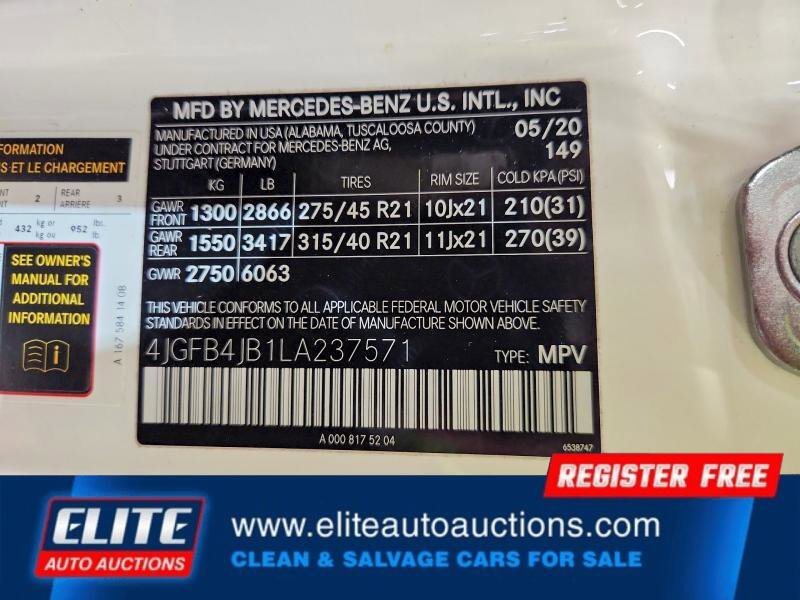 FORMATION
NS ET LE CHARGEMENT
2 REAR ARRIÈRE 3
432 kg or ou 952 lbs. lb.
SEE OWNER'S
MANUAL FOR
ADDITIONAL
INFORMATION
A 167 584 14 08
MFD BY MERCEDES-BENZ U.S. INTL., INC
MANUFACTURED IN USA (ALABAMA, TUSCALOOSA COUNTY) 05/20
UNDER CONTRACT FOR MERCEDES-BENZ AG, 149
STUTTGART (GERMANY)
KG LB TIRES RIM SIZE COLD KPA (PSI)
GAWR FRONT 1300 2866 275/45 R21 10Jx21 210(31)
GAWR REAR 1550 3417 315/40 R21 11Jx21 270(39)
GVWR 2750 6063
THIS VEHICLE CONFORMS TO ALL APPLICABLE FEDERAL MOTOR VEHICLE SAFETY
STANDARDS IN EFFECT ON THE DATE OF MANUFACTURE SHOWN ABOVE.
4JGFB4JB1LA237571 TYPE: MPV
A 000 817 52 04
6538747
REGISTER FREE
ELITE
AUTO AUCTIONS
www.eliteautoauctions.com
CLEAN & SALVAGE CARS FOR SALE